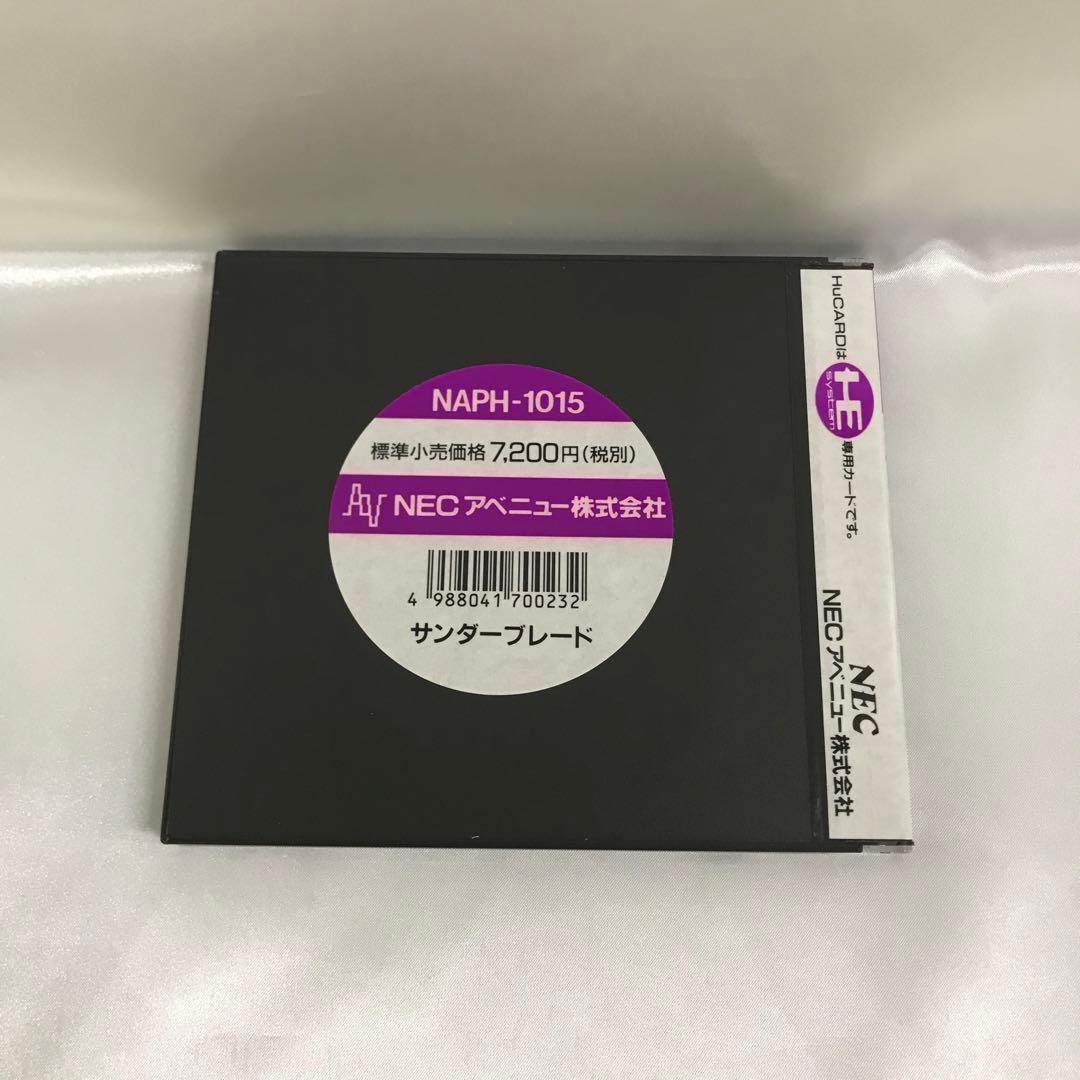 NAPH-1015
標準小売価格 7,200円(税別)
AV NECアベニュー株式会社
4 988041 700232
サンダーブレード
HuCARDは HE system 専用カードです。
NEC
NECアベニュー株式会社